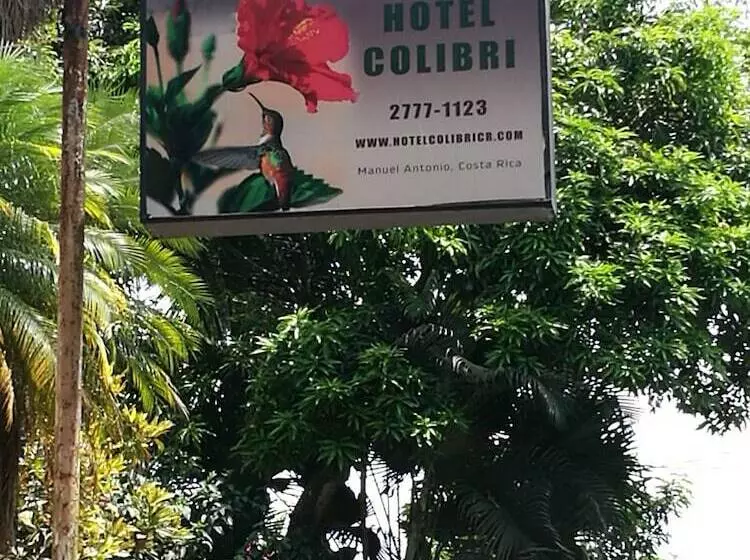 HOTEL
COLIBRI
2777-1123
WWW.HOTELCOLIBRICR.COM
Manuel Antonio, Costa Rica